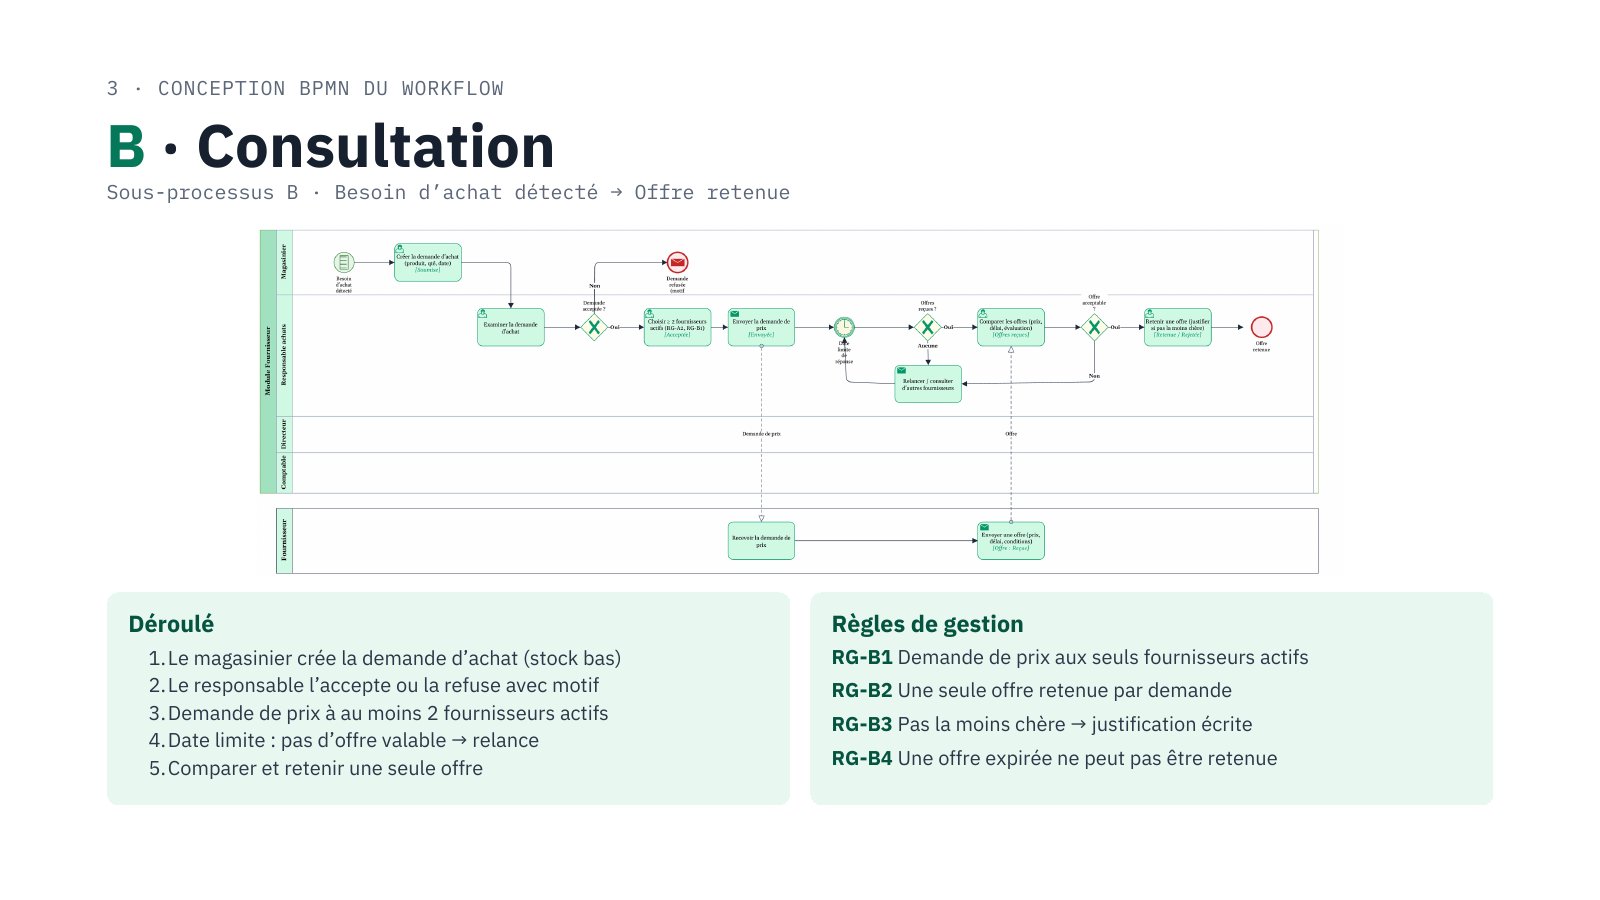 3 · CONCEPTION BPMN DU WORKFLOW
B · Consultation
Sous-processus B · Besoin d’achat détecté → Offre retenue
Module Fournisseur
Magasinier
Besoin
d'achat
détecté
Créer la demande d'achat
(produit, qté, date)
[Soumise]
Non
Demande
refusée
(motif
Responsable achats
Examiner la demande
d'achat
Demande
acceptée ?
Oui
Choisir ≥ 2 fournisseurs
actifs (RG-A2, RG-B1)
[Acceptée]
Envoyer la demande de
prix
[Envoyée]
Date
limite
de
réponse
Offres
reçues ?
Oui
Aucune
Relancer / consulter
d'autres fournisseurs
Comparer les offres (prix,
délai, évaluation)
[Offres reçues]
Offre
acceptable
?
Oui
Non
Retenir une offre (justifier
si pas la moins chère)
[Retenue / Rejetée]
Offre
retenue
Directeur
Demande de prix
Offre
Comptable
Fournisseur
Recevoir la demande de
prix
Envoyer une offre (prix,
délai, conditions)
[Offre : Reçue]
Déroulé
1. Le magasinier crée la demande d’achat (stock bas)
2. Le responsable l’accepte ou la refuse avec motif
3. Demande de prix à au moins 2 fournisseurs actifs
4. Date limite : pas d’offre valable → relance
5. Comparer et retenir une seule offre
Règles de gestion
RG-B1 Demande de prix aux seuls fournisseurs actifs
RG-B2 Une seule offre retenue par demande
RG-B3 Pas la moins chère → justification écrite
RG-B4 Une offre expirée ne peut pas être retenue